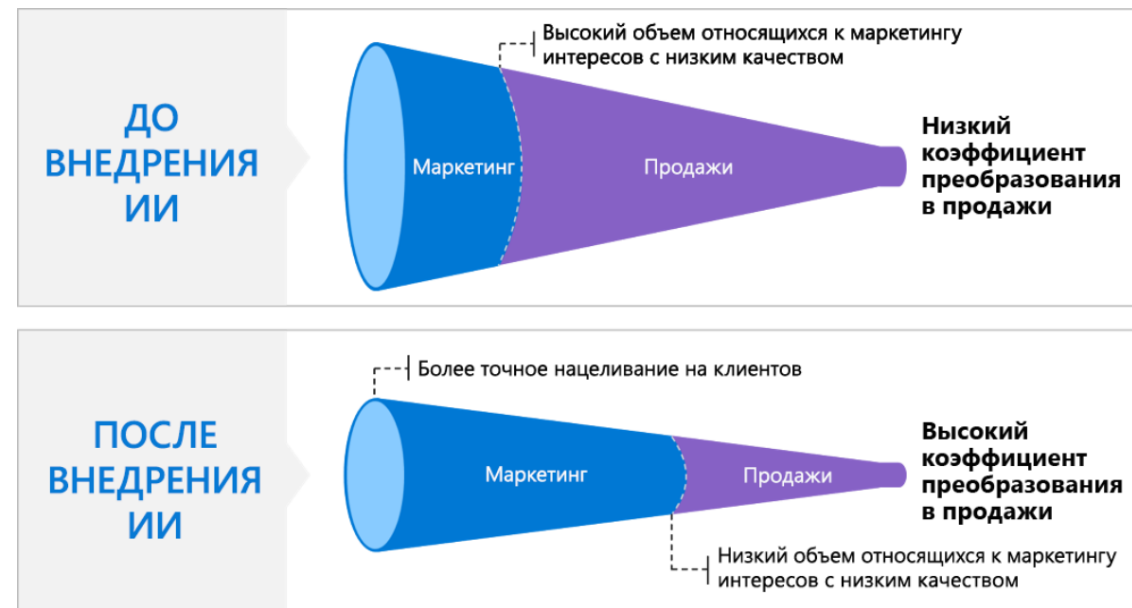 Высокий объем относящихся к маркетингу
интересов с низким качеством
ДО
ВНЕДРЕНИЯ
ИИ
Маркетинг
Продажи
Низкий
коэффициент
преобразования
в продажи
Более точное нацеливание на клиентов
ПОСЛЕ
ВНЕДРЕНИЯ
ИИ
Маркетинг
Продажи
Высокий
коэффициент
преобразования
в продажи
Низкий объем относящихся к маркетингу
интересов с низким качеством